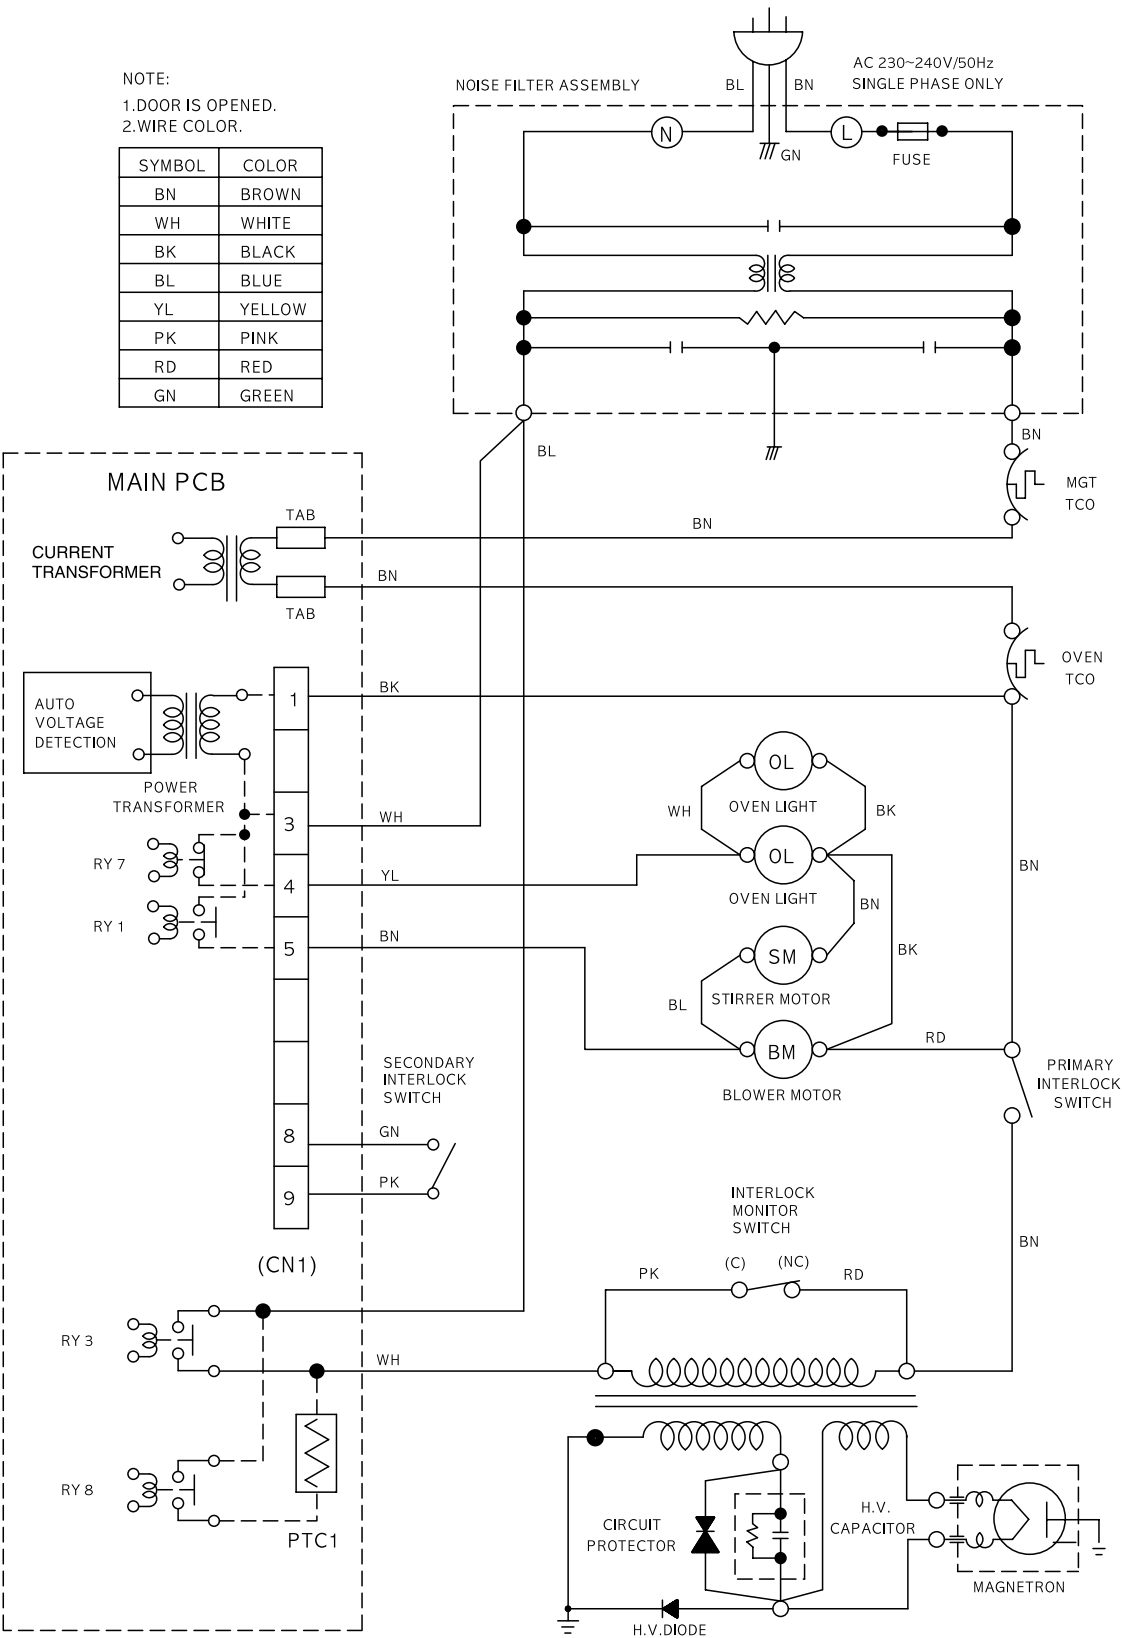 NOTE:
1.DOOR IS OPENED.
2.WIRE COLOR.
SYMBOL COLOR
BN BROWN
WH WHITE
BK BLACK
BL BLUE
YL YELLOW
PK PINK
RD RED
GN GREEN
NOISE FILTER ASSEMBLY
BL
BN
AC 230~240V/50Hz
SINGLE PHASE ONLY
N
GN
L
FUSE
BL
BN
MGT
TCO
MAIN PCB
CURRENT
TRANSFORMER
TAB
BN
TAB
BN
OVEN
TCO
AUTO
VOLTAGE
DETECTION
POWER
TRANSFORMER
1
BK
3
WH
RY 7
4
YL
RY 1
5
BN
OL
OVEN LIGHT
WH
BK
OL
OVEN LIGHT
BN
BN
SM
STIRRER MOTOR
BK
BL
BM
BLOWER MOTOR
RD
PRIMARY
INTERLOCK
SWITCH
SECONDARY
INTERLOCK
SWITCH
8
GN
9
PK
(CN1)
INTERLOCK
MONITOR
SWITCH
BN
PK
(C)
(NC)
RD
RY 3
WH
RY 8
PTC1
CIRCUIT
PROTECTOR
H.V.
CAPACITOR
H.V.DIODE
MAGNETRON